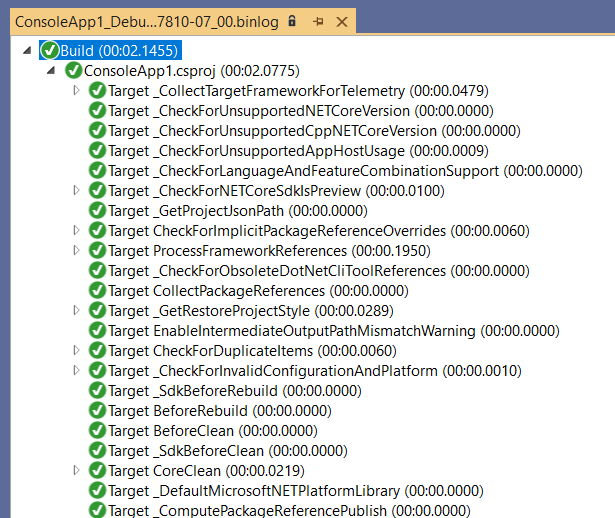 ConsoleApp1_Debu...7810-07_00.binlog
Build (00:02.1455)
ConsoleApp1.csproj (00:02.0775)
Target _CollectTargetFrameworkForTelemetry (00:00.0479)
Target _CheckForUnsupportedNETCoreVersion (00:00.0000)
Target _CheckForUnsupportedCppNETCoreVersion (00:00.0000)
Target _CheckForUnsupportedAppHostUsage (00:00.0009)
Target _CheckForLanguageAndFeatureCombinationSupport (00:00.0000)
Target _CheckForNETCoreSdkIsPreview (00:00.0100)
Target _GetProjectJsonPath (00:00.0000)
Target CheckForImplicitPackageReferenceOverrides (00:00.0060)
Target ProcessFrameworkReferences (00:00.1950)
Target _CheckForObsoleteDotNetCliToolReferences (00:00.0000)
Target CollectPackageReferences (00:00.0000)
Target _GetRestoreProjectStyle (00:00.0289)
Target EnableIntermediateOutputPathMismatchWarning (00:00.0000)
Target CheckForDuplicateItems (00:00.0060)
Target _CheckForInvalidConfigurationAndPlatform (00:00.0010)
Target _SdkBeforeRebuild (00:00.0000)
Target BeforeRebuild (00:00.0000)
Target BeforeClean (00:00.0000)
Target _SdkBeforeClean (00:00.0000)
Target CoreClean (00:00.0219)
Target _DefaultMicrosoftNETPlatformLibrary (00:00.0000)
Target _ComputePackageReferencePublish (00:00.0000)